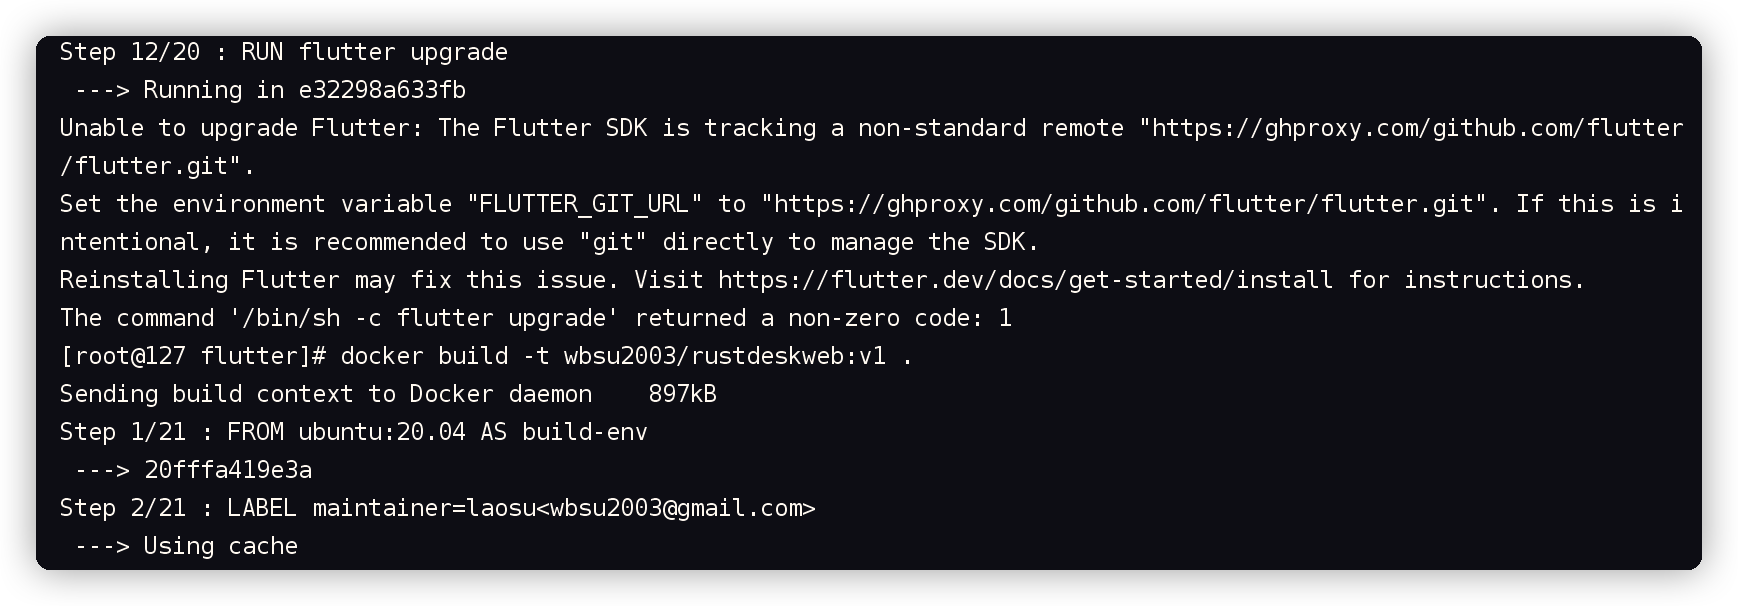 Step 12/20 : RUN flutter upgrade
 ---> Running in e32298a633fb
Unable to upgrade Flutter: The Flutter SDK is tracking a non-standard remote "https://ghproxy.com/github.com/flutter
/flutter.git".
Set the environment variable "FLUTTER_GIT_URL" to "https://ghproxy.com/github.com/flutter/flutter.git". If this is i
ntentional, it is recommended to use "git" directly to manage the SDK.
Reinstalling Flutter may fix this issue. Visit https://flutter.dev/docs/get-started/install for instructions.
The command '/bin/sh -c flutter upgrade' returned a non-zero code: 1
[root@127 flutter]# docker build -t wbsu2003/rustdeskweb:v1 .
Sending build context to Docker daemon    897kB
Step 1/21 : FROM ubuntu:20.04 AS build-env
 ---> 20fffa419e3a
Step 2/21 : LABEL maintainer=laosu<wbsu2003@gmail.com>
 ---> Using cache